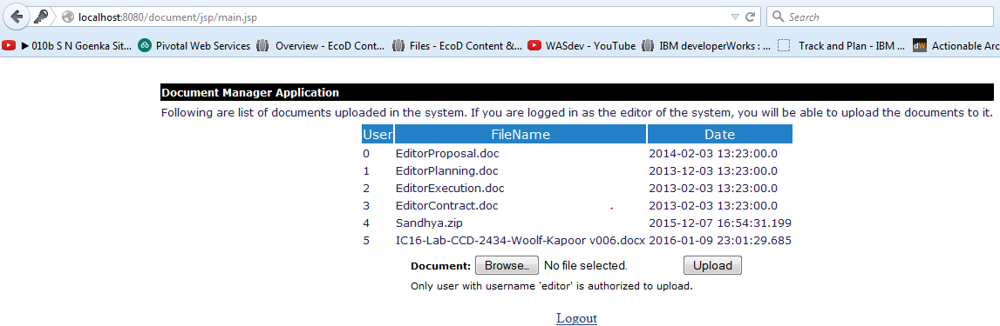 localhost:8080/document/jsp/main.jsp Search
▶ 010b S N Goenka Sit... Pivotal Web Services Overview - EcoD Cont... Files - EcoD Content &... WASdev - YouTube IBM developerWorks : ... Track and Plan - IBM ... dW Actionable Arc
Document Manager Application
Following are list of documents uploaded in the system. If you are logged in as the editor of the system, you will be able to upload the documents to it.
User FileName Date
0 EditorProposal.doc 2014-02-03 13:23:00.0
1 EditorPlanning.doc 2013-12-03 13:23:00.0
2 EditorExecution.doc 2013-02-03 13:23:00.0
3 EditorContract.doc 2013-02-03 13:23:00.0
4 Sandhya.zip 2015-12-07 16:54:31.199
5 IC16-Lab-CCD-2434-Woolf-Kapoor v006.docx 2016-01-09 23:01:29.685
Document: Browse... No file selected. Upload
Only user with username 'editor' is authorized to upload.
Logout